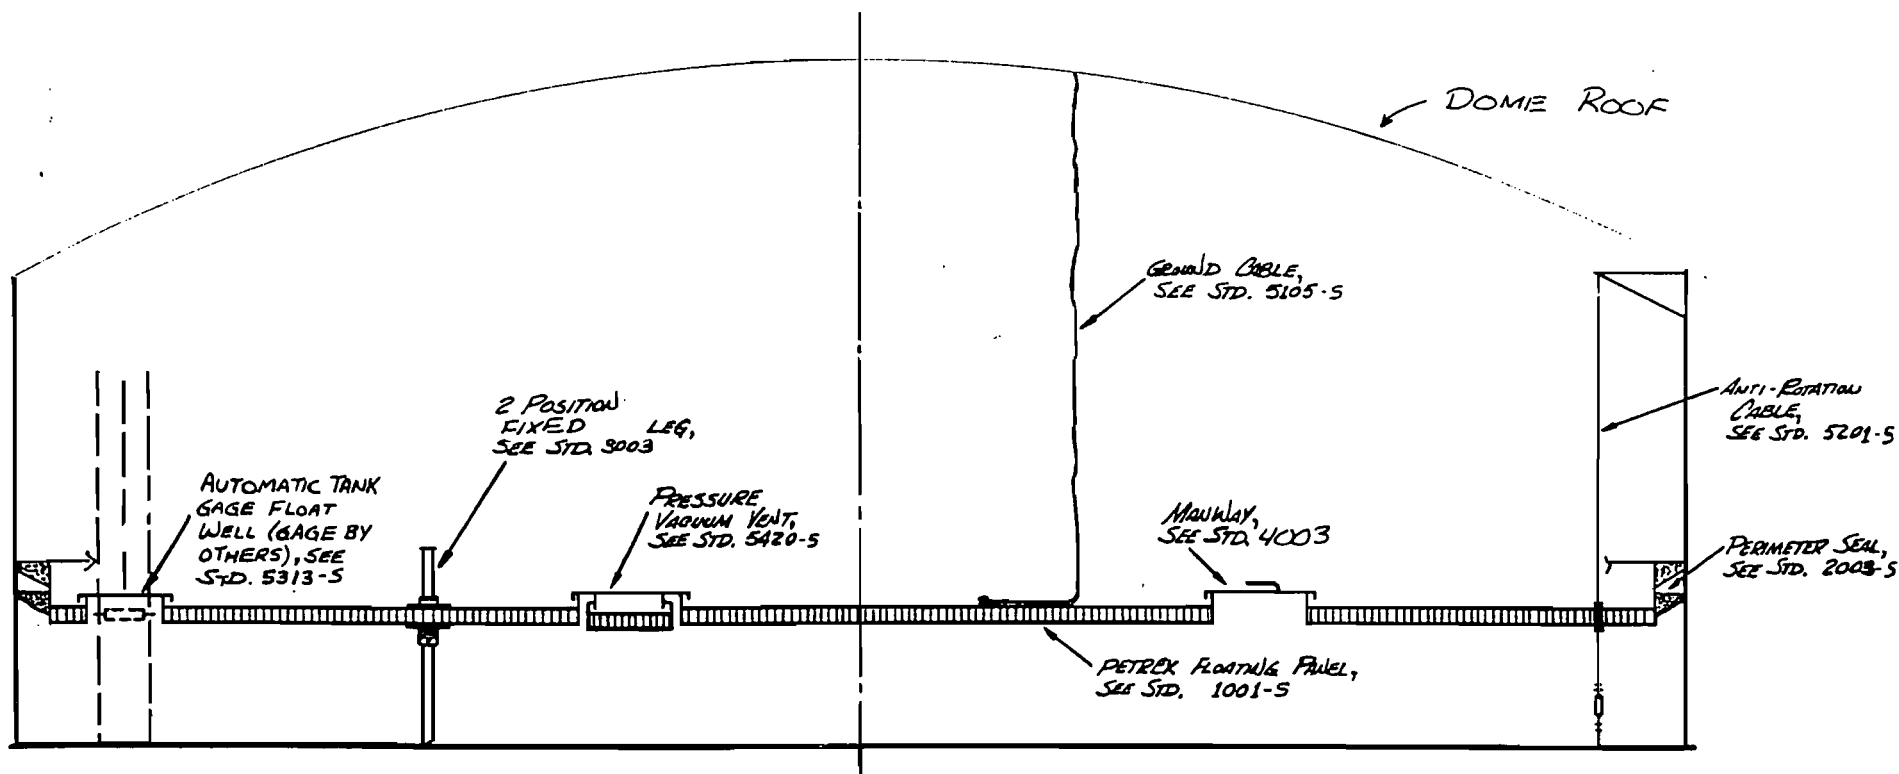 DOME ROOF
GROUND CABLE,
SEE STD. 5105-S
ANTI-ROTATION
CABLE,
SEE STD. 5201-S
2 POSITION
FIXED LEG,
SEE STD. 3003
AUTOMATIC TANK
GAGE FLOAT
WELL (GAGE BY
OTHERS), SEE
STD. 5313-S
PRESSURE
VACUUM VENT,
SEE STD. 5420-S
MANWAY,
SEE STD. 4003
PERIMETER SEAL,
SEE STD. 2003-S
PETREX FLOATING PANEL,
SEE STD. 1001-S